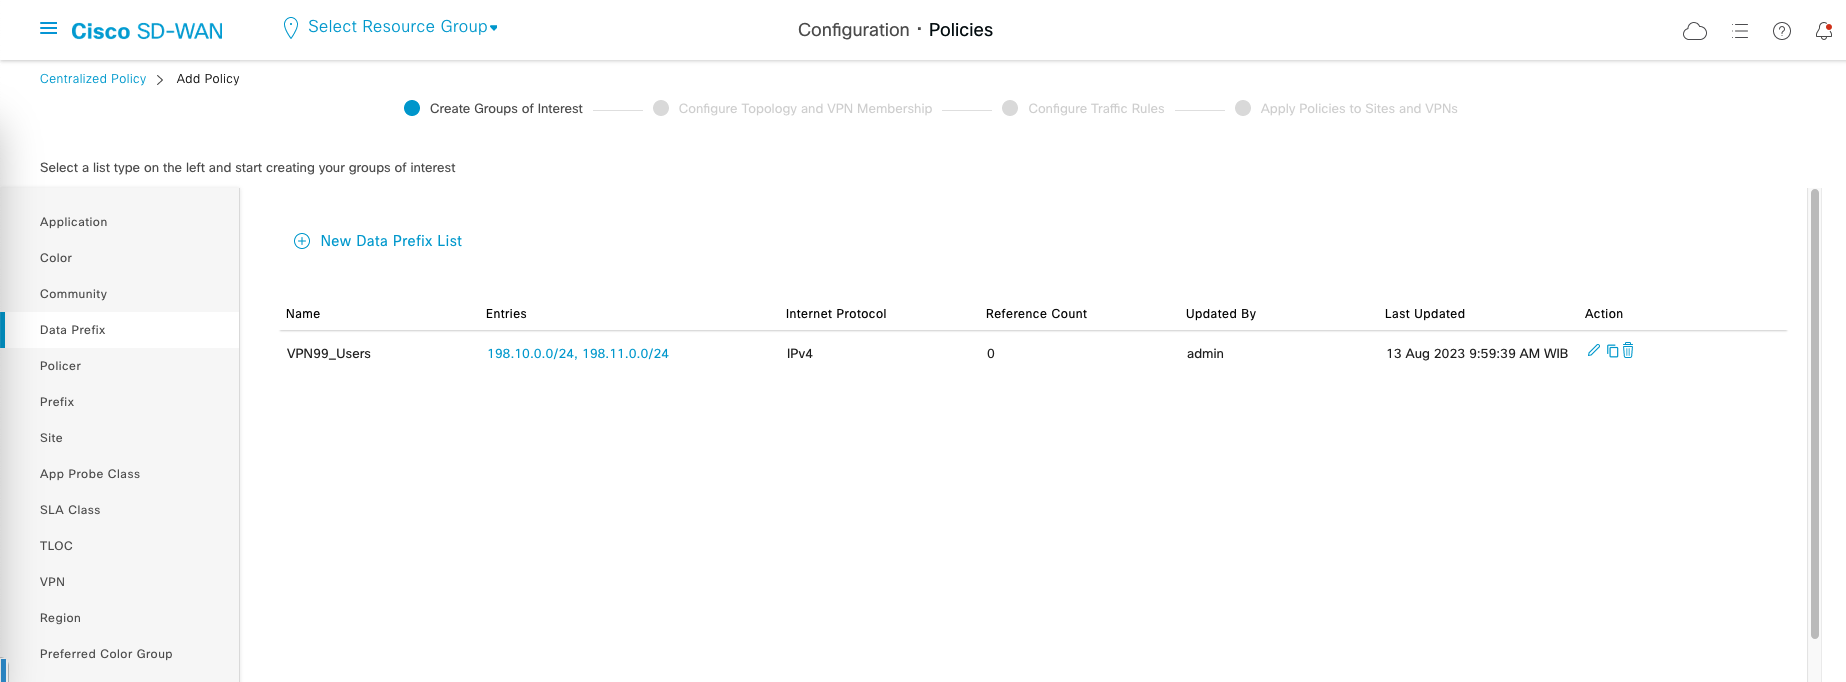 Cisco SD-WAN
Select Resource Group
Configuration · Policies
Centralized Policy > Add Policy
Create Groups of Interest
Configure Topology and VPN Membership
Configure Traffic Rules
Apply Policies to Sites and VPNs
Select a list type on the left and start creating your groups of interest
Application
Color
Community
Data Prefix
Policer
Prefix
Site
App Probe Class
SLA Class
TLOC
VPN
Region
Preferred Color Group
New Data Prefix List
Name Entries Internet Protocol Reference Count Updated By Last Updated Action
VPN99_Users 198.10.0.0/24, 198.11.0.0/24 IPv4 0 admin 13 Aug 2023 9:59:39 AM WIB